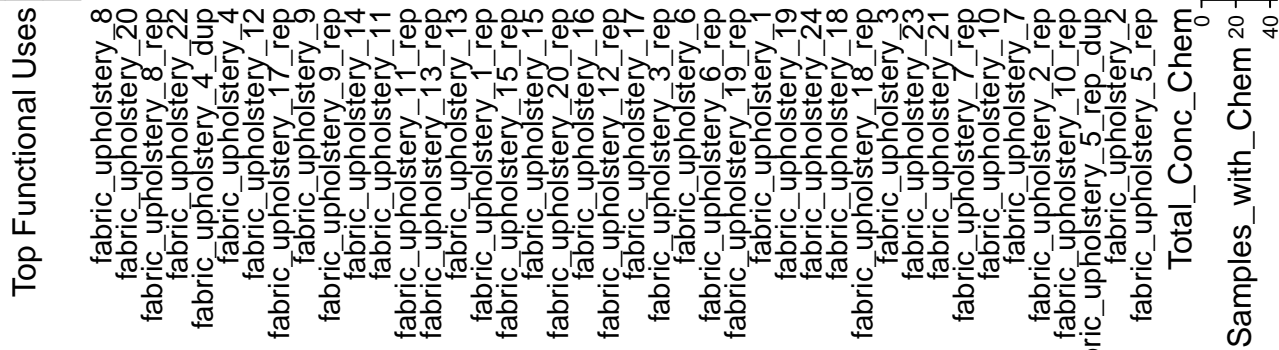 Top Functional Uses
fabric_upholstery_8
fabric_upholstery_20
fabric_upholstery_8_rep
fabric_upholstery_22
fabric_upholstery_4_dup
fabric_upholstery_4
fabric_upholstery_12
fabric_upholstery_17_rep
fabric_upholstery_9
fabric_upholstery_9_rep
fabric_upholstery_14
fabric_upholstery_11
fabric_upholstery_11_rep
fabric_upholstery_13_rep
fabric_upholstery_13
fabric_upholstery_1_rep
fabric_upholstery_15_rep
fabric_upholstery_15
fabric_upholstery_20_rep
fabric_upholstery_16
fabric_upholstery_12_rep
fabric_upholstery_17
fabric_upholstery_3_rep
fabric_upholstery_6
fabric_upholstery_6_rep
fabric_upholstery_19_rep
fabric_upholstery_1
fabric_upholstery_19
fabric_upholstery_24
fabric_upholstery_18
fabric_upholstery_18_rep
fabric_upholstery_3
fabric_upholstery_23
fabric_upholstery_21
fabric_upholstery_7_rep
fabric_upholstery_10
fabric_upholstery_7
fabric_upholstery_2_rep
fabric_upholstery_10_rep
ric_upholstery_5_rep_dup
fabric_upholstery_2
fabric_upholstery_5_rep
Total_Conc_Chem
0
20
40
Samples_with_Chem